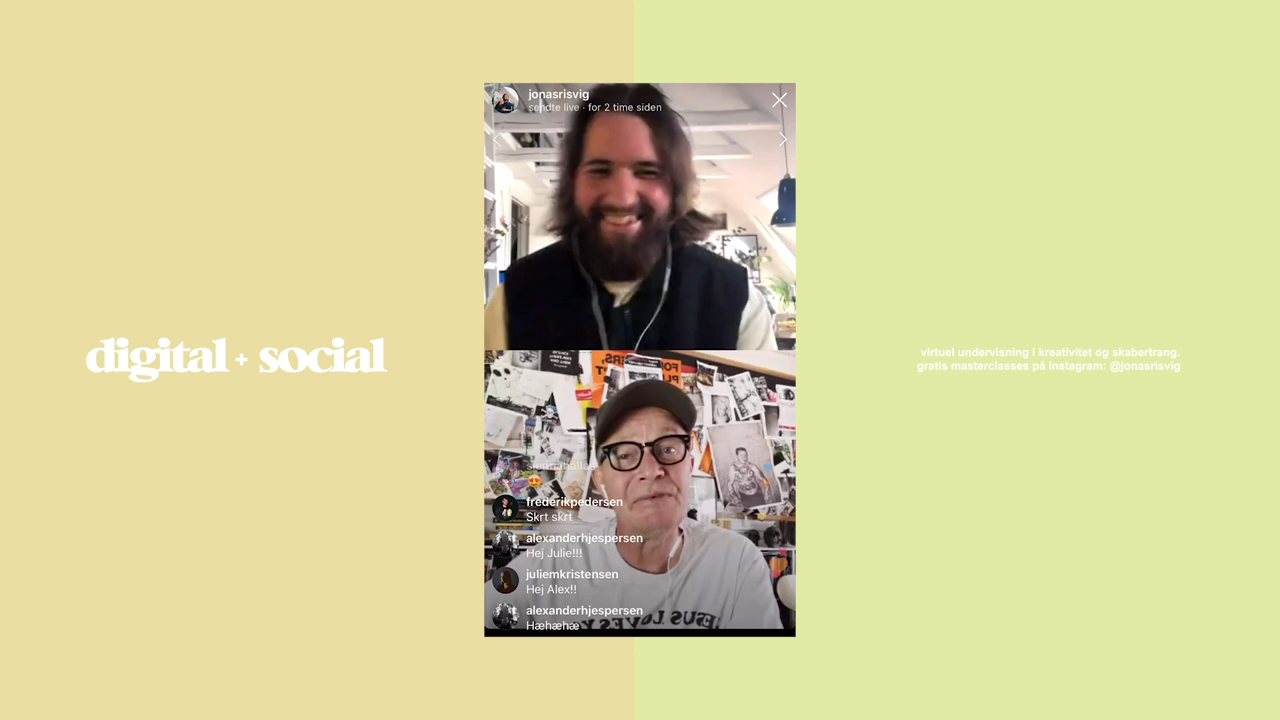 digital + social
jonasrisvig
sendte live · for 2 time siden
😍
frederikpedersen
Skrt skrt
alexanderhjespersen
Hej Julie!!!
juliemkristensen
Hej Alex!!
alexanderhjespersen
Hæhæhæ
virtuel undervisning i kreativitet og skabertrang.
gratis masterclasses på Instagram: @jonasrisvig